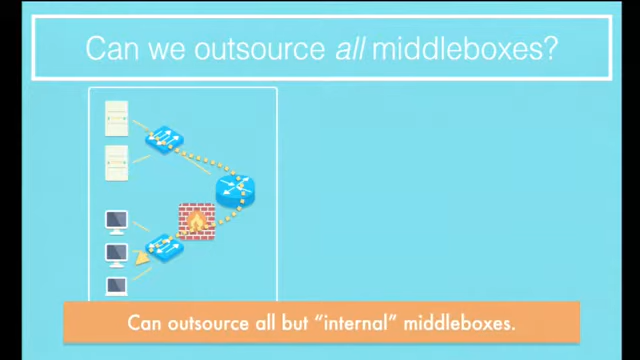 Can we outsource all middleboxes?
Can outsource all but “internal” middleboxes.